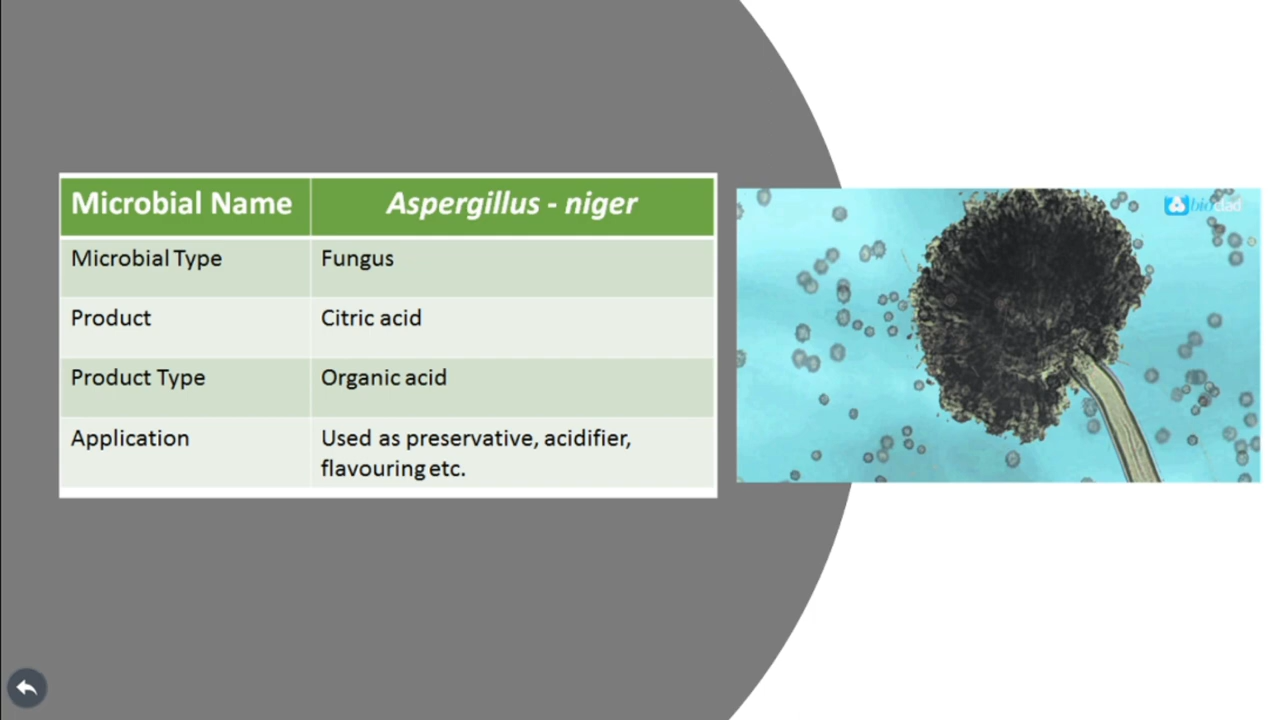 Microbial Name Aspergillus - niger
Microbial Type Fungus
Product Citric acid
Product Type Organic acid
Application Used as preservative, acidifier,
flavouring etc.
bioclad